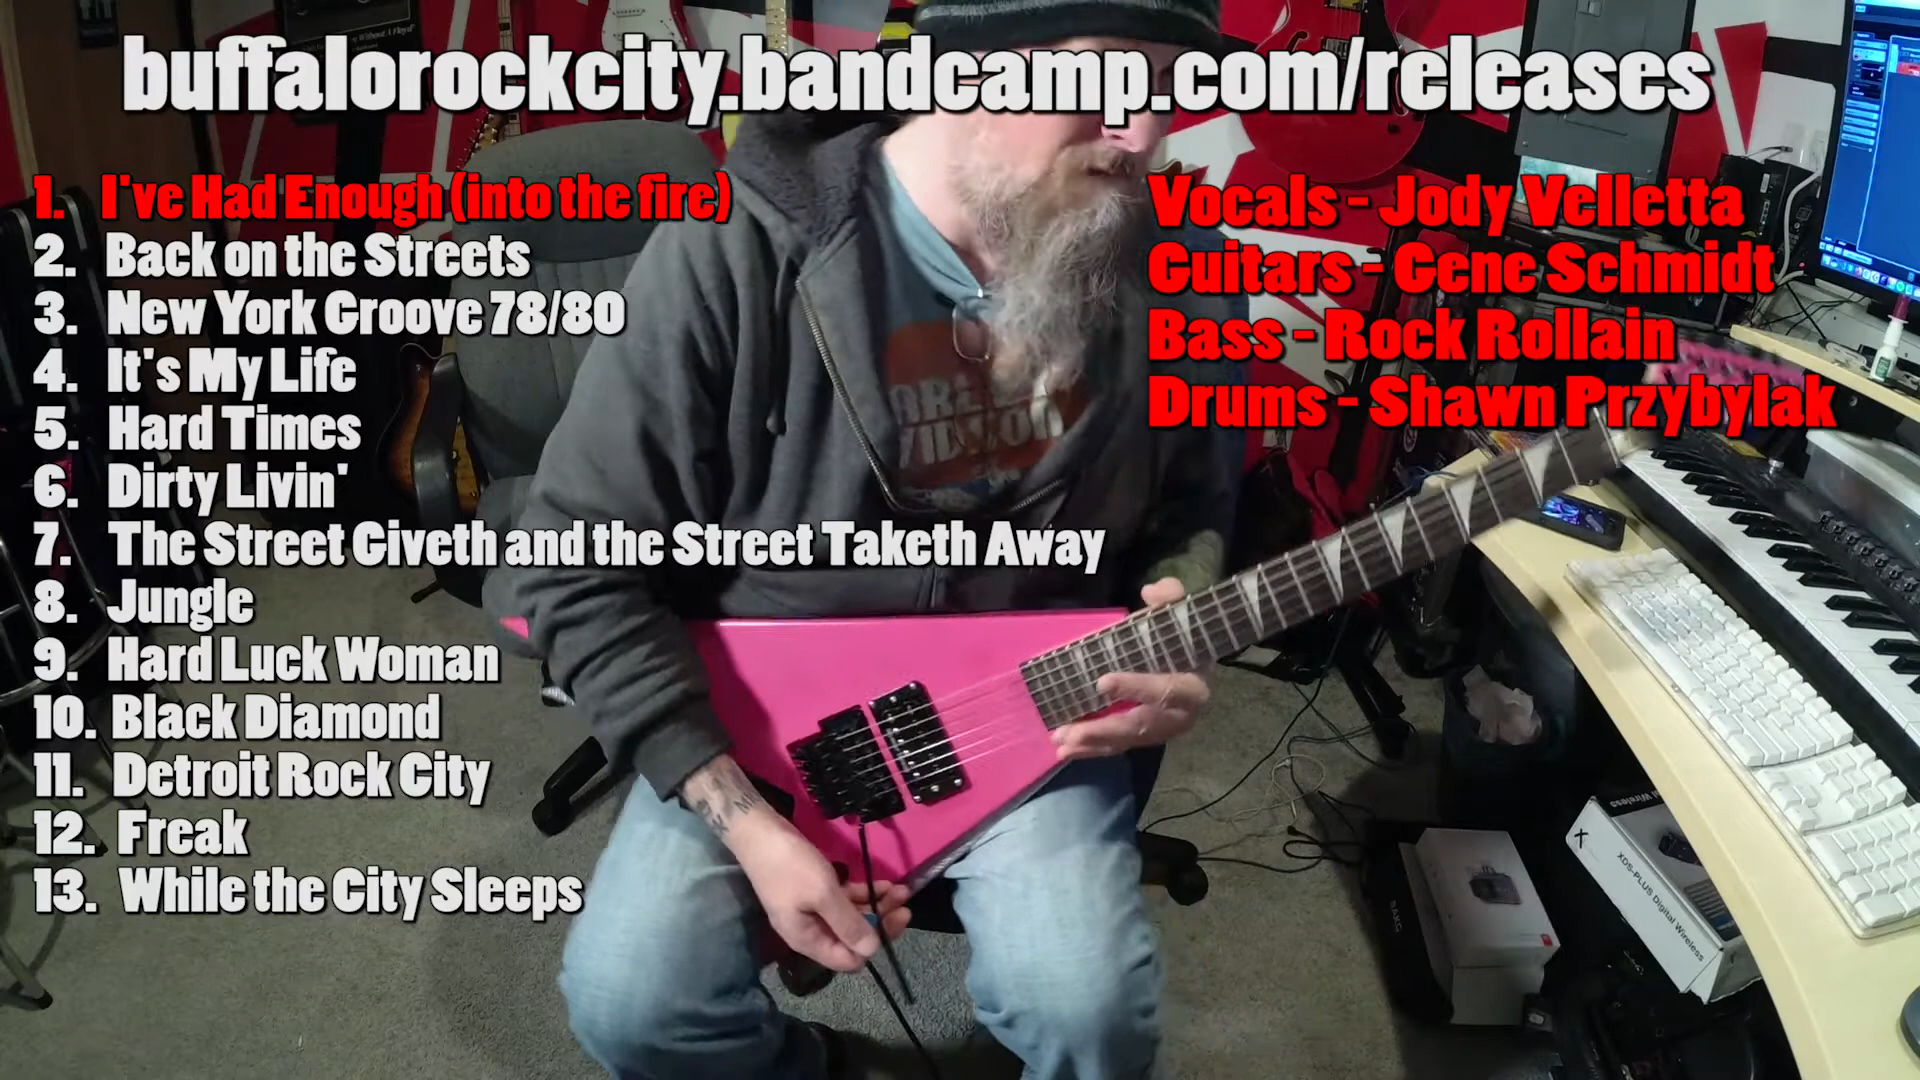 buffalorockcity.bandcamp.com/releases
1. I've Had Enough (into the fire)
2. Back on the Streets
3. New York Groove 78/80
4. It's My Life
5. Hard Times
6. Dirty Livin'
7. The Street Giveth and the Street Taketh Away
8. Jungle
9. Hard Luck Woman
10. Black Diamond
11. Detroit Rock City
12. Freak
13. While the City Sleeps
Vocals - Jody Velletta
Guitars - Gene Schmidt
Bass - Rock Rollain
Drums - Shawn Przybylak
XDS-PLUS Digital Wireless